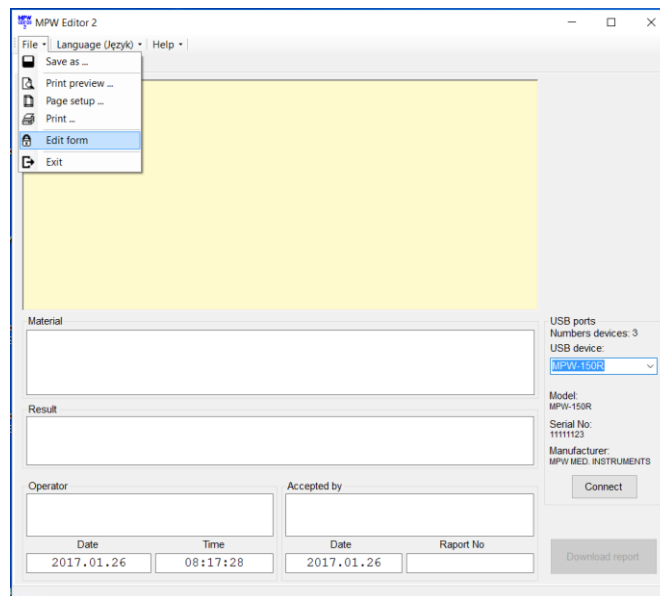 MPW Editor 2
File Language (Język) Help
Save as ...
Print preview ...
Page setup ...
Print ...
Edit form
Exit
Material
Result
Operator
Accepted by
Date Time Date Raport No
2017.01.26 08:17:28 2017.01.26
USB ports
Numbers devices: 3
USB device:
MPW-150R
Model:
MPW-150R
Serial No:
11111123
Manufacturer:
MPW MED. INSTRUMENTS
Connect
Download report